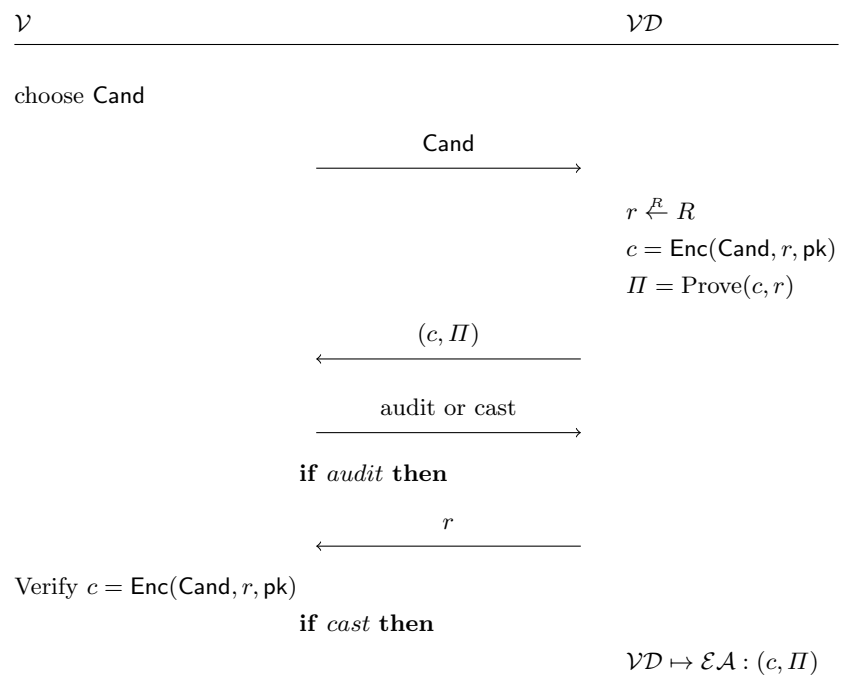 𝒱 𝒱𝒟
choose Cand
Cand
r ←ᴿ R
c = Enc(Cand, r, pk)
Π = Prove(c, r)
(c, Π)
audit or cast
if audit then
r
Verify c = Enc(Cand, r, pk)
if cast then
𝒱𝒟 ↦ ℰ𝒜 : (c, Π)